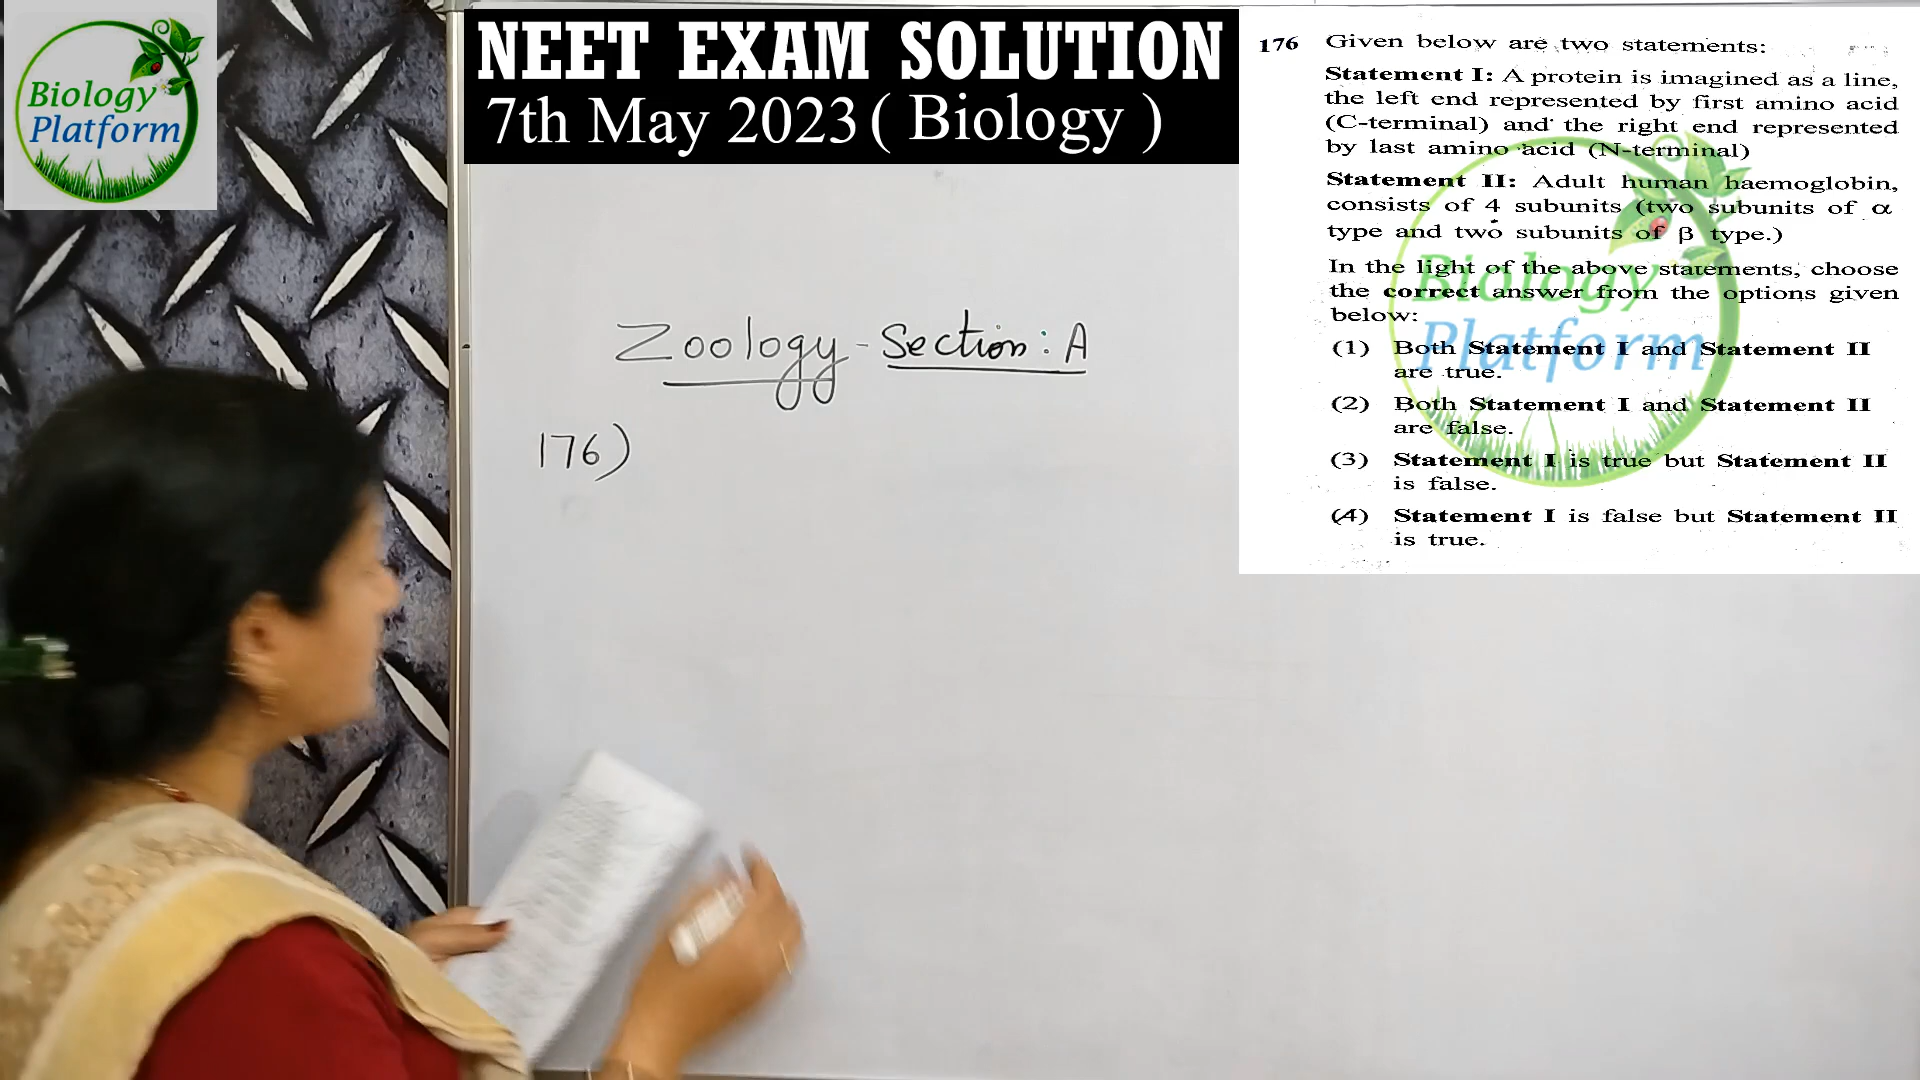 Biology
Platform
NEET EXAM SOLUTION
7th May 2023 ( Biology )
Zoology - Section : A
176)
176 Given below are two statements:
Statement I: A protein is imagined as a line,
the left end represented by first amino acid
(C-terminal) and the right end represented
by last amino acid (N-terminal)
Statement II: Adult human haemoglobin,
consists of 4 subunits (two subunits of α
type and two subunits of β type.)
In the light of the above statements, choose
the correct answer from the options given
below:
(1) Both Statement I and Statement II
are true.
(2) Both Statement I and Statement II
are false.
(3) Statement I is true but Statement II
is false.
(4) Statement I is false but Statement II
is true.
Biology
Platform